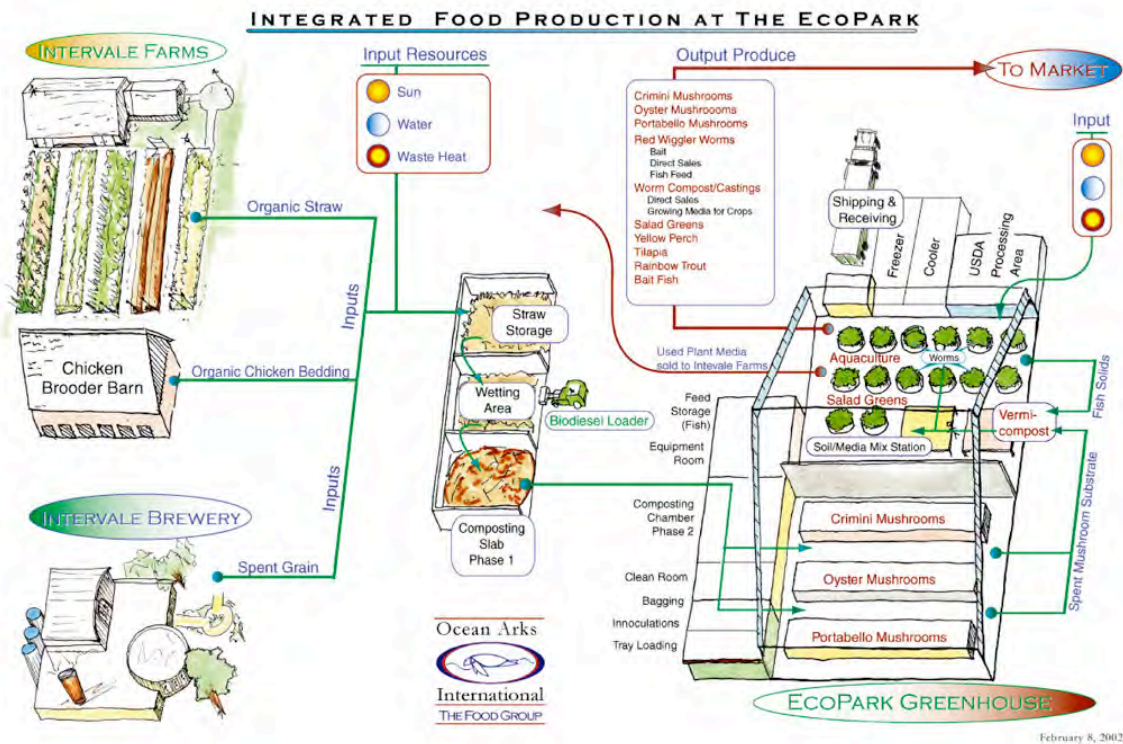 INTEGRATED FOOD PRODUCTION AT THE ECOPARK
INTERVALE FARMS
Input Resources
Sun
Water
Waste Heat
Output Produce
TO MARKET
Crimini Mushrooms
Oyster Mushrooooms
Portabello Mushrooms
Red Wiggler Worms
Bait
Direct Sales
Fish Feed
Worm Compost/Castings
Direct Sales
Growing Media for Crops
Salad Greens
Yellow Perch
Tilapia
Rainbow Trout
Bait Fish
Input
Shipping &
Receiving
Freezer
Cooler
USDA
Processing
Area
Organic Straw
Inputs
Straw
Storage
Chicken
Brooder Barn
Organic Chicken Bedding
Wetting
Area
Biodiesel Loader
Used Plant Media
sold to Intevale Farms
Aquaculture
Worms
Salad Greens
Fish Solids
Vermi-
compost
Soil/Media Mix Station
Feed
Storage
(Fish)
Equipment
Room
Composting
Chamber
Phase 2
Clean Room
Bagging
Innoculations
Tray Loading
Inputs
INTERVALE BREWERY
Spent Grain
Composting
Slab
Phase 1
Crimini Mushrooms
Oyster Mushrooms
Portabello Mushrooms
Spent Mushroom Substrate
Ocean Arks
International
THE FOOD GROUP
ECOPARK GREENHOUSE
February 8, 2002